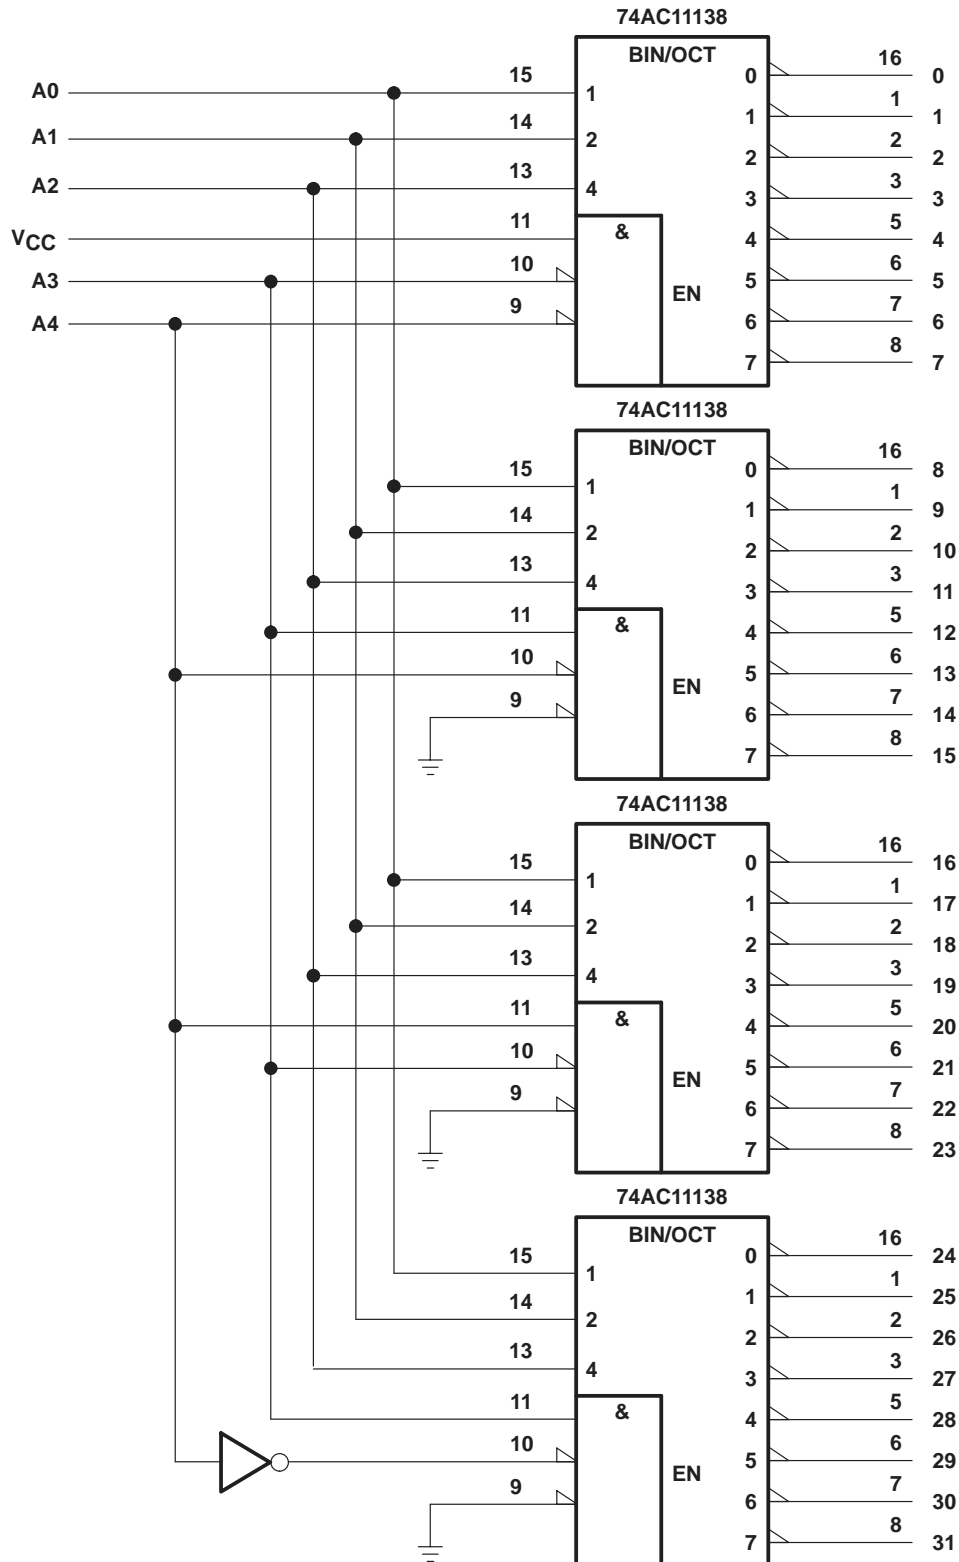 74AC11138
BIN/OCT
A0 15 1 0 16 0
A1 14 2 1 1 1
A2 13 4 2 2 2
VCC 11 & 3 3 3
A3 10 EN 4 5 4
A4 9 5 6 5
6 7 6
7 8 7
74AC11138
BIN/OCT
15 1 0 16 8
14 2 1 1 9
13 4 2 2 10
11 & 3 3 11
10 EN 4 5 12
9 5 6 13
6 7 14
7 8 15
74AC11138
BIN/OCT
15 1 0 16 16
14 2 1 1 17
13 4 2 2 18
11 & 3 3 19
10 EN 4 5 20
9 5 6 21
6 7 22
7 8 23
74AC11138
BIN/OCT
15 1 0 16 24
14 2 1 1 25
13 4 2 2 26
11 & 3 3 27
10 EN 4 5 28
9 5 6 29
6 7 30
7 8 31